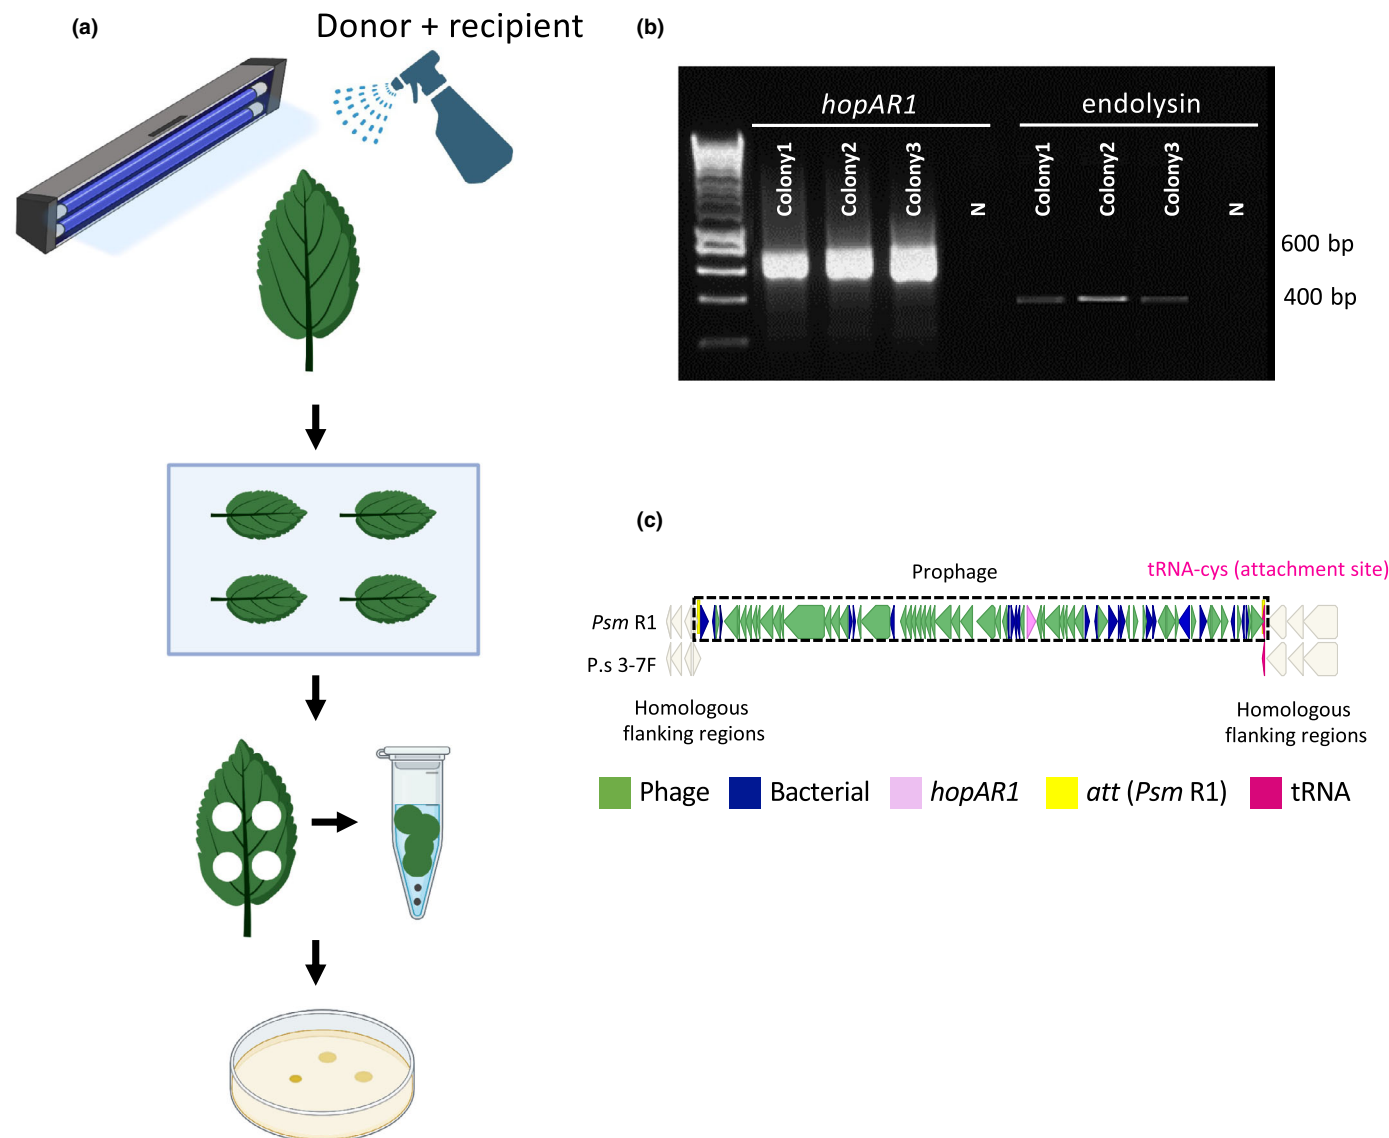 (a)
Donor + recipient
(b)
hopAR1
endolysin
Colony1
Colony2
Colony3
N
Colony1
Colony2
Colony3
N
600 bp
400 bp
(c)
Prophage
tRNA-cys (attachment site)
Psm R1
P.s 3-7F
Homologous
flanking regions
Homologous
flanking regions
Phage
Bacterial
hopAR1
att (Psm R1)
tRNA